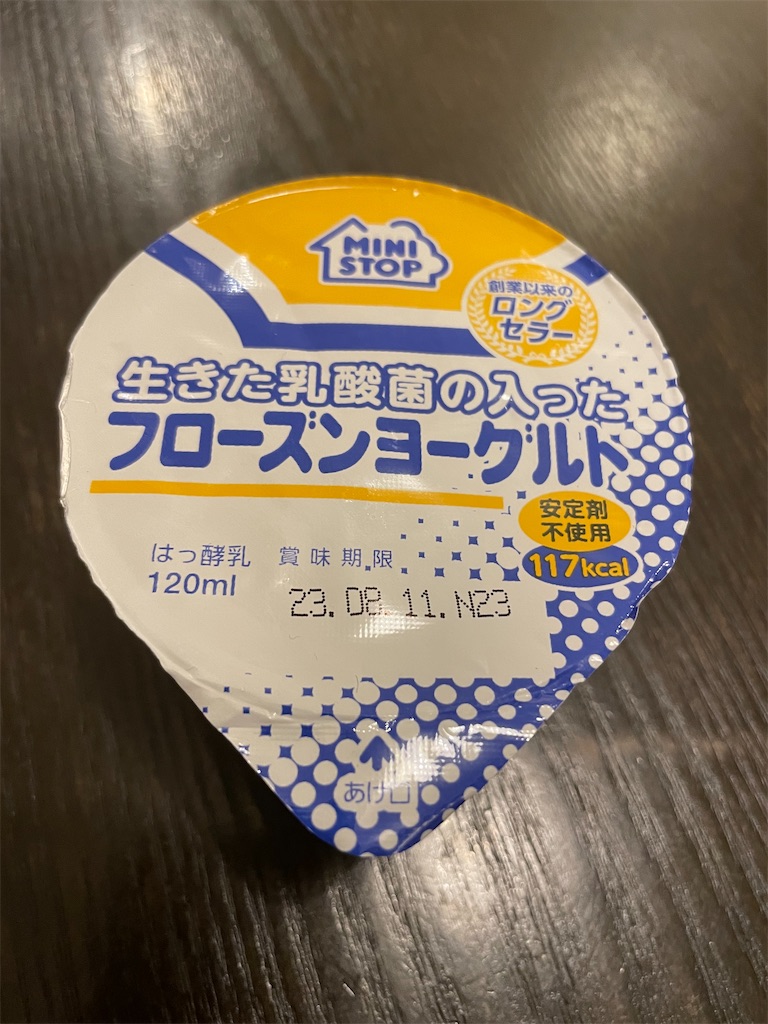 MINI
STOP
創業以来の
ロング
セラー
生きた乳酸菌の入った
フローズンヨーグルト
安定剤
不使用
117kcal
はっ酵乳 賞味期限
120ml
23.08.11.N23
あけ口